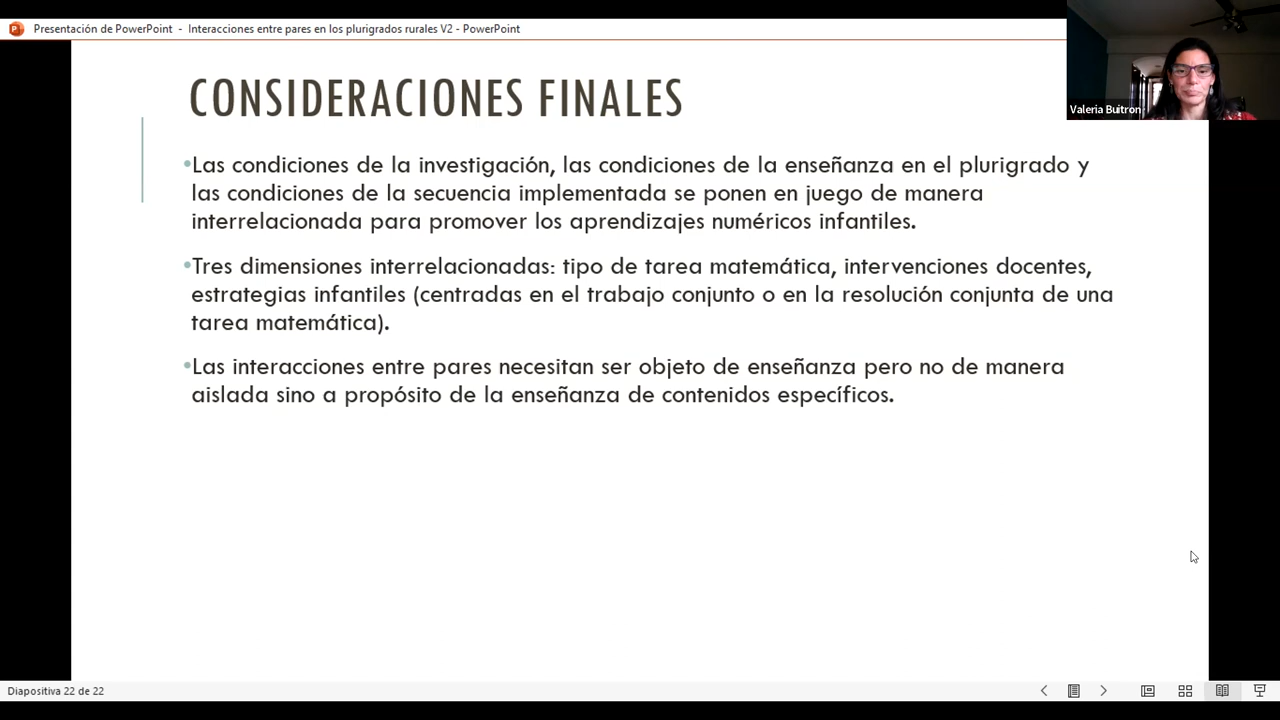 Presentación de PowerPoint - Interacciones entre pares en los plurigrados rurales V2 - PowerPoint
Valeria Buitron
CONSIDERACIONES FINALES
•Las condiciones de la investigación, las condiciones de la enseñanza en el plurigrado y
las condiciones de la secuencia implementada se ponen en juego de manera
interrelacionada para promover los aprendizajes numéricos infantiles.
•Tres dimensiones interrelacionadas: tipo de tarea matemática, intervenciones docentes,
estrategias infantiles (centradas en el trabajo conjunto o en la resolución conjunta de una
tarea matemática).
•Las interacciones entre pares necesitan ser objeto de enseñanza pero no de manera
aislada sino a propósito de la enseñanza de contenidos específicos.
Diapositiva 22 de 22